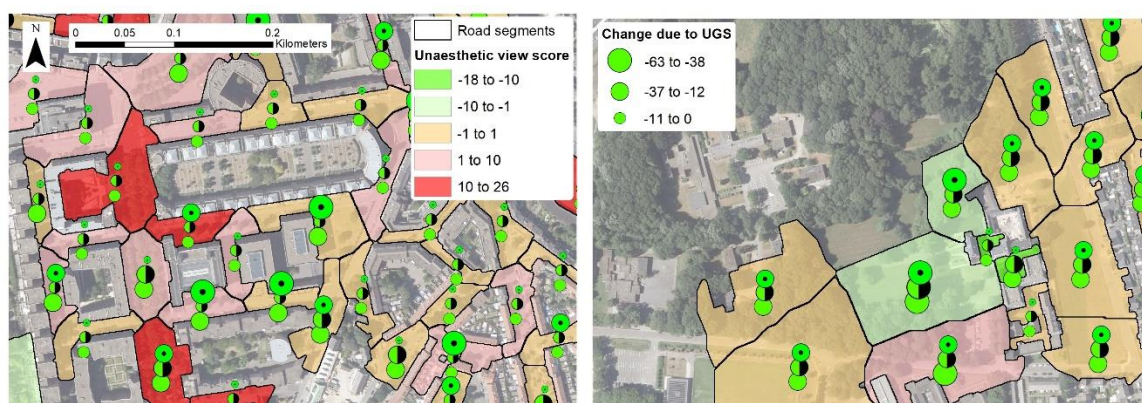 N
0 0.05 0.1 0.2
Kilometers
Road segments
Unaesthetic view score
-18 to -10
-10 to -1
-1 to 1
1 to 10
10 to 26
Change due to UGS
-63 to -38
-37 to -12
-11 to 0